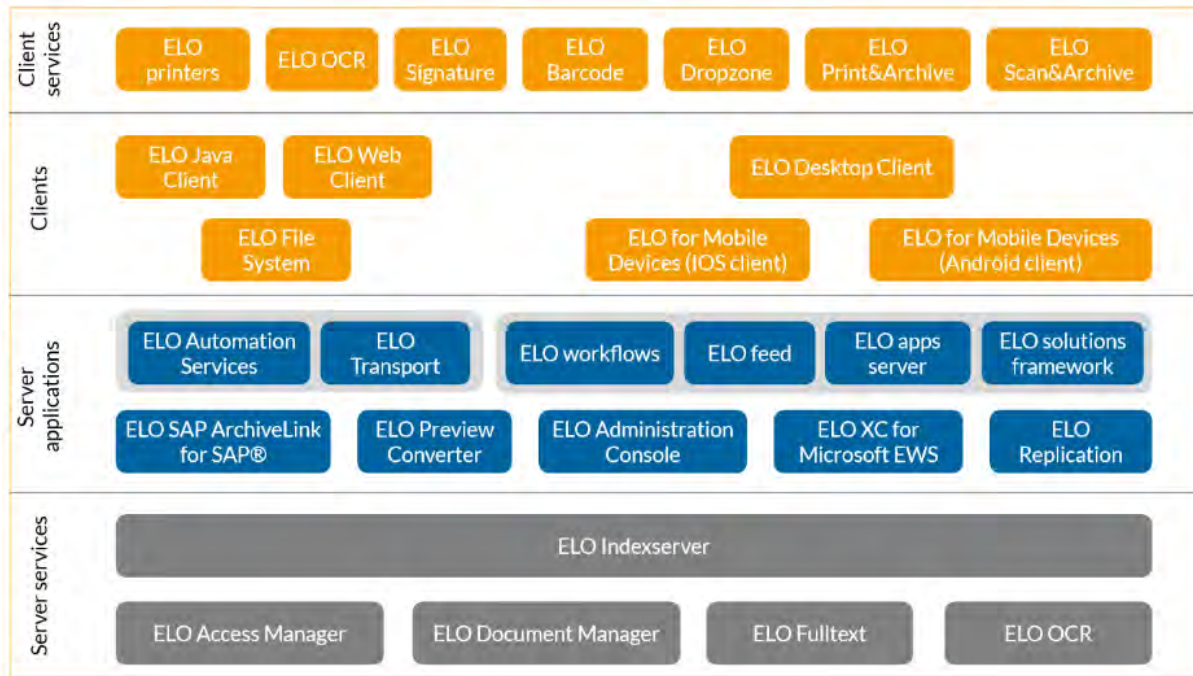 Client
services
ELO
printers
ELO OCR
ELO
Signature
ELO
Barcode
ELO
Dropzone
ELO
Print&Archive
ELO
Scan&Archive
Clients
ELO Java
Client
ELO Web
Client
ELO Desktop Client
ELO File
System
ELO for Mobile
Devices (IOS client)
ELO for Mobile Devices
(Android client)
Server
applications
ELO Automation
Services
ELO
Transport
ELO workflows
ELO feed
ELO apps
server
ELO solutions
framework
ELO SAP ArchiveLink
for SAP®
ELO Preview
Converter
ELO Administration
Console
ELO XC for
Microsoft EWS
ELO
Replication
Server services
ELO Indexserver
ELO Access Manager
ELO Document Manager
ELO Fulltext
ELO OCR